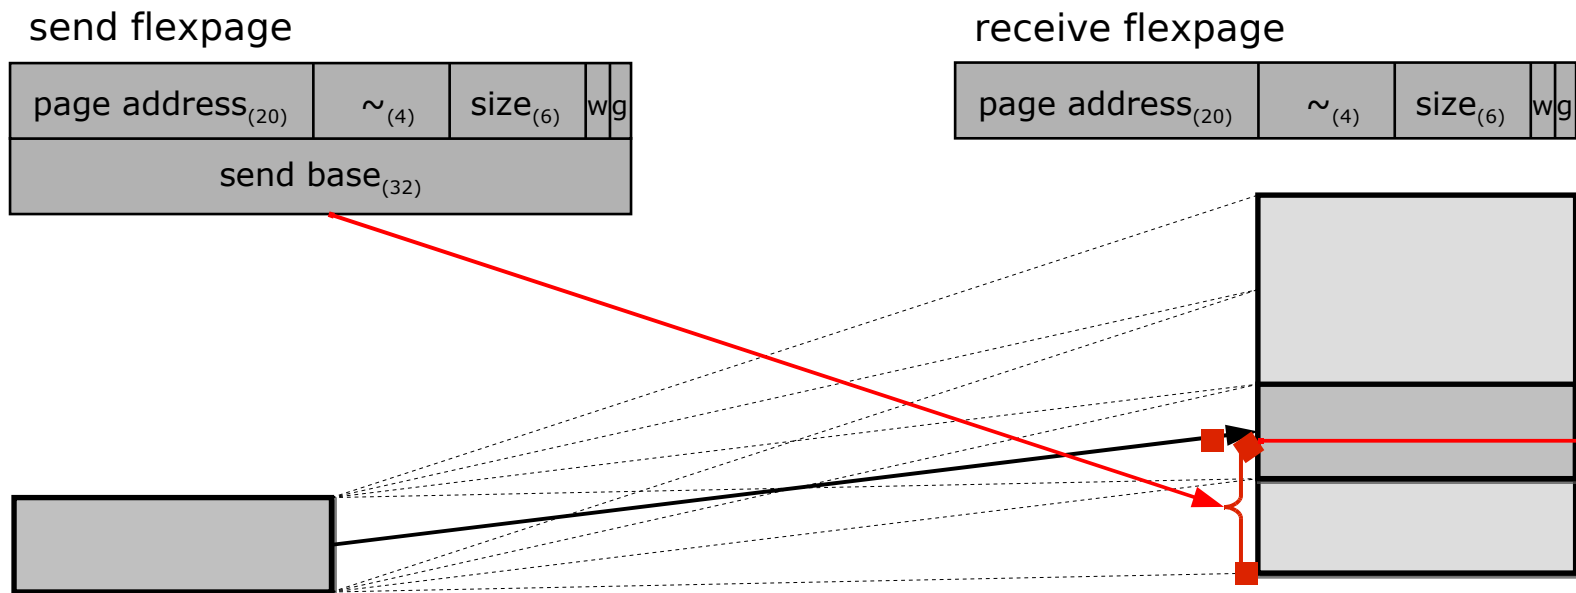 send flexpage
receive flexpage
page address(20) ~(4) size(6) w g
page address(20) ~(4) size(6) w g
send base(32)